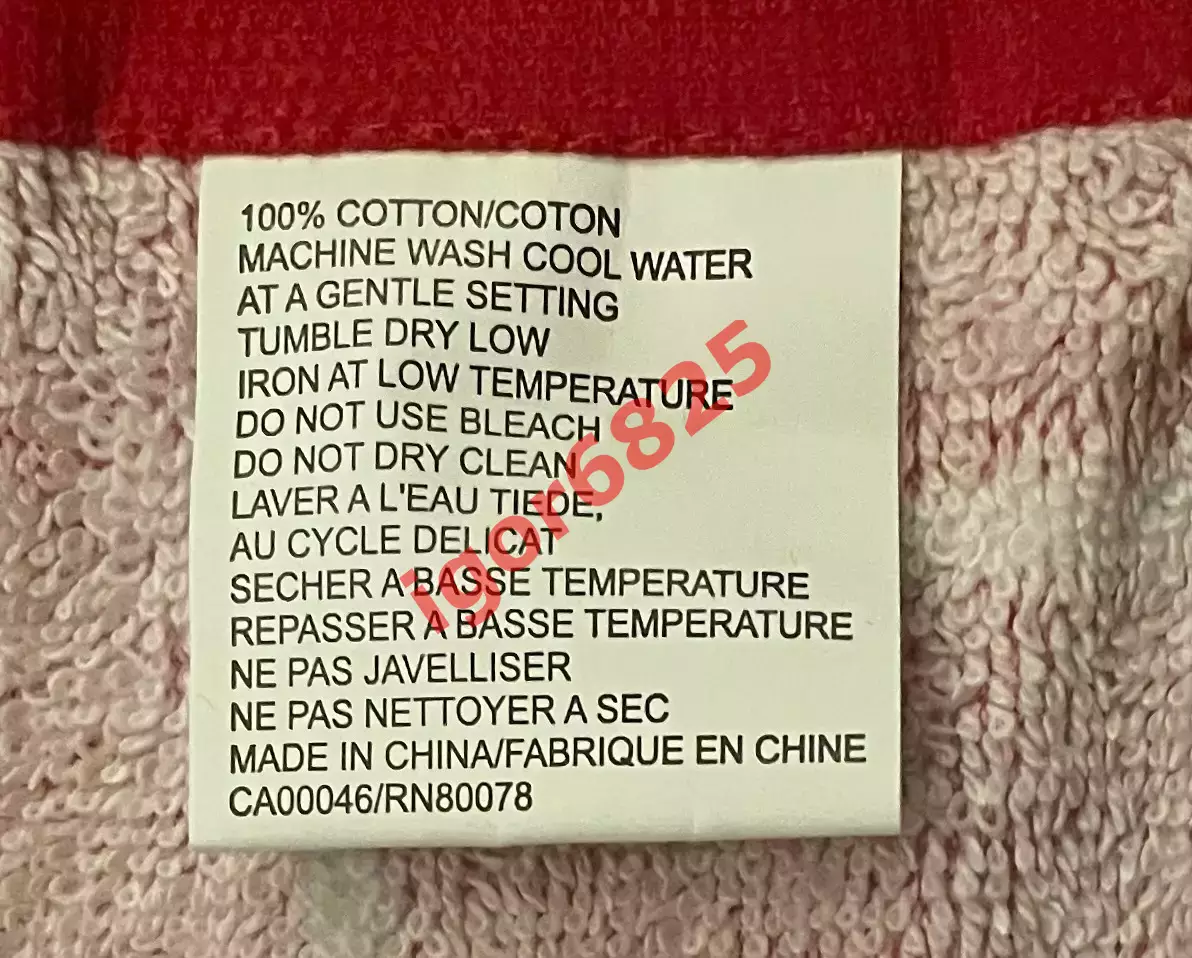 100% COTTON/COTON
MACHINE WASH COOL WATER
AT A GENTLE SETTING
TUMBLE DRY LOW
IRON AT LOW TEMPERATURE
DO NOT USE BLEACH
DO NOT DRY CLEAN
LAVER A L'EAU TIEDE,
AU CYCLE DELICAT
SECHER A BASSE TEMPERATURE
REPASSER A BASSE TEMPERATURE
NE PAS JAVELLISER
NE PAS NETTOYER A SEC
MADE IN CHINA/FABRIQUE EN CHINE
CA00046/RN80078
igor6825